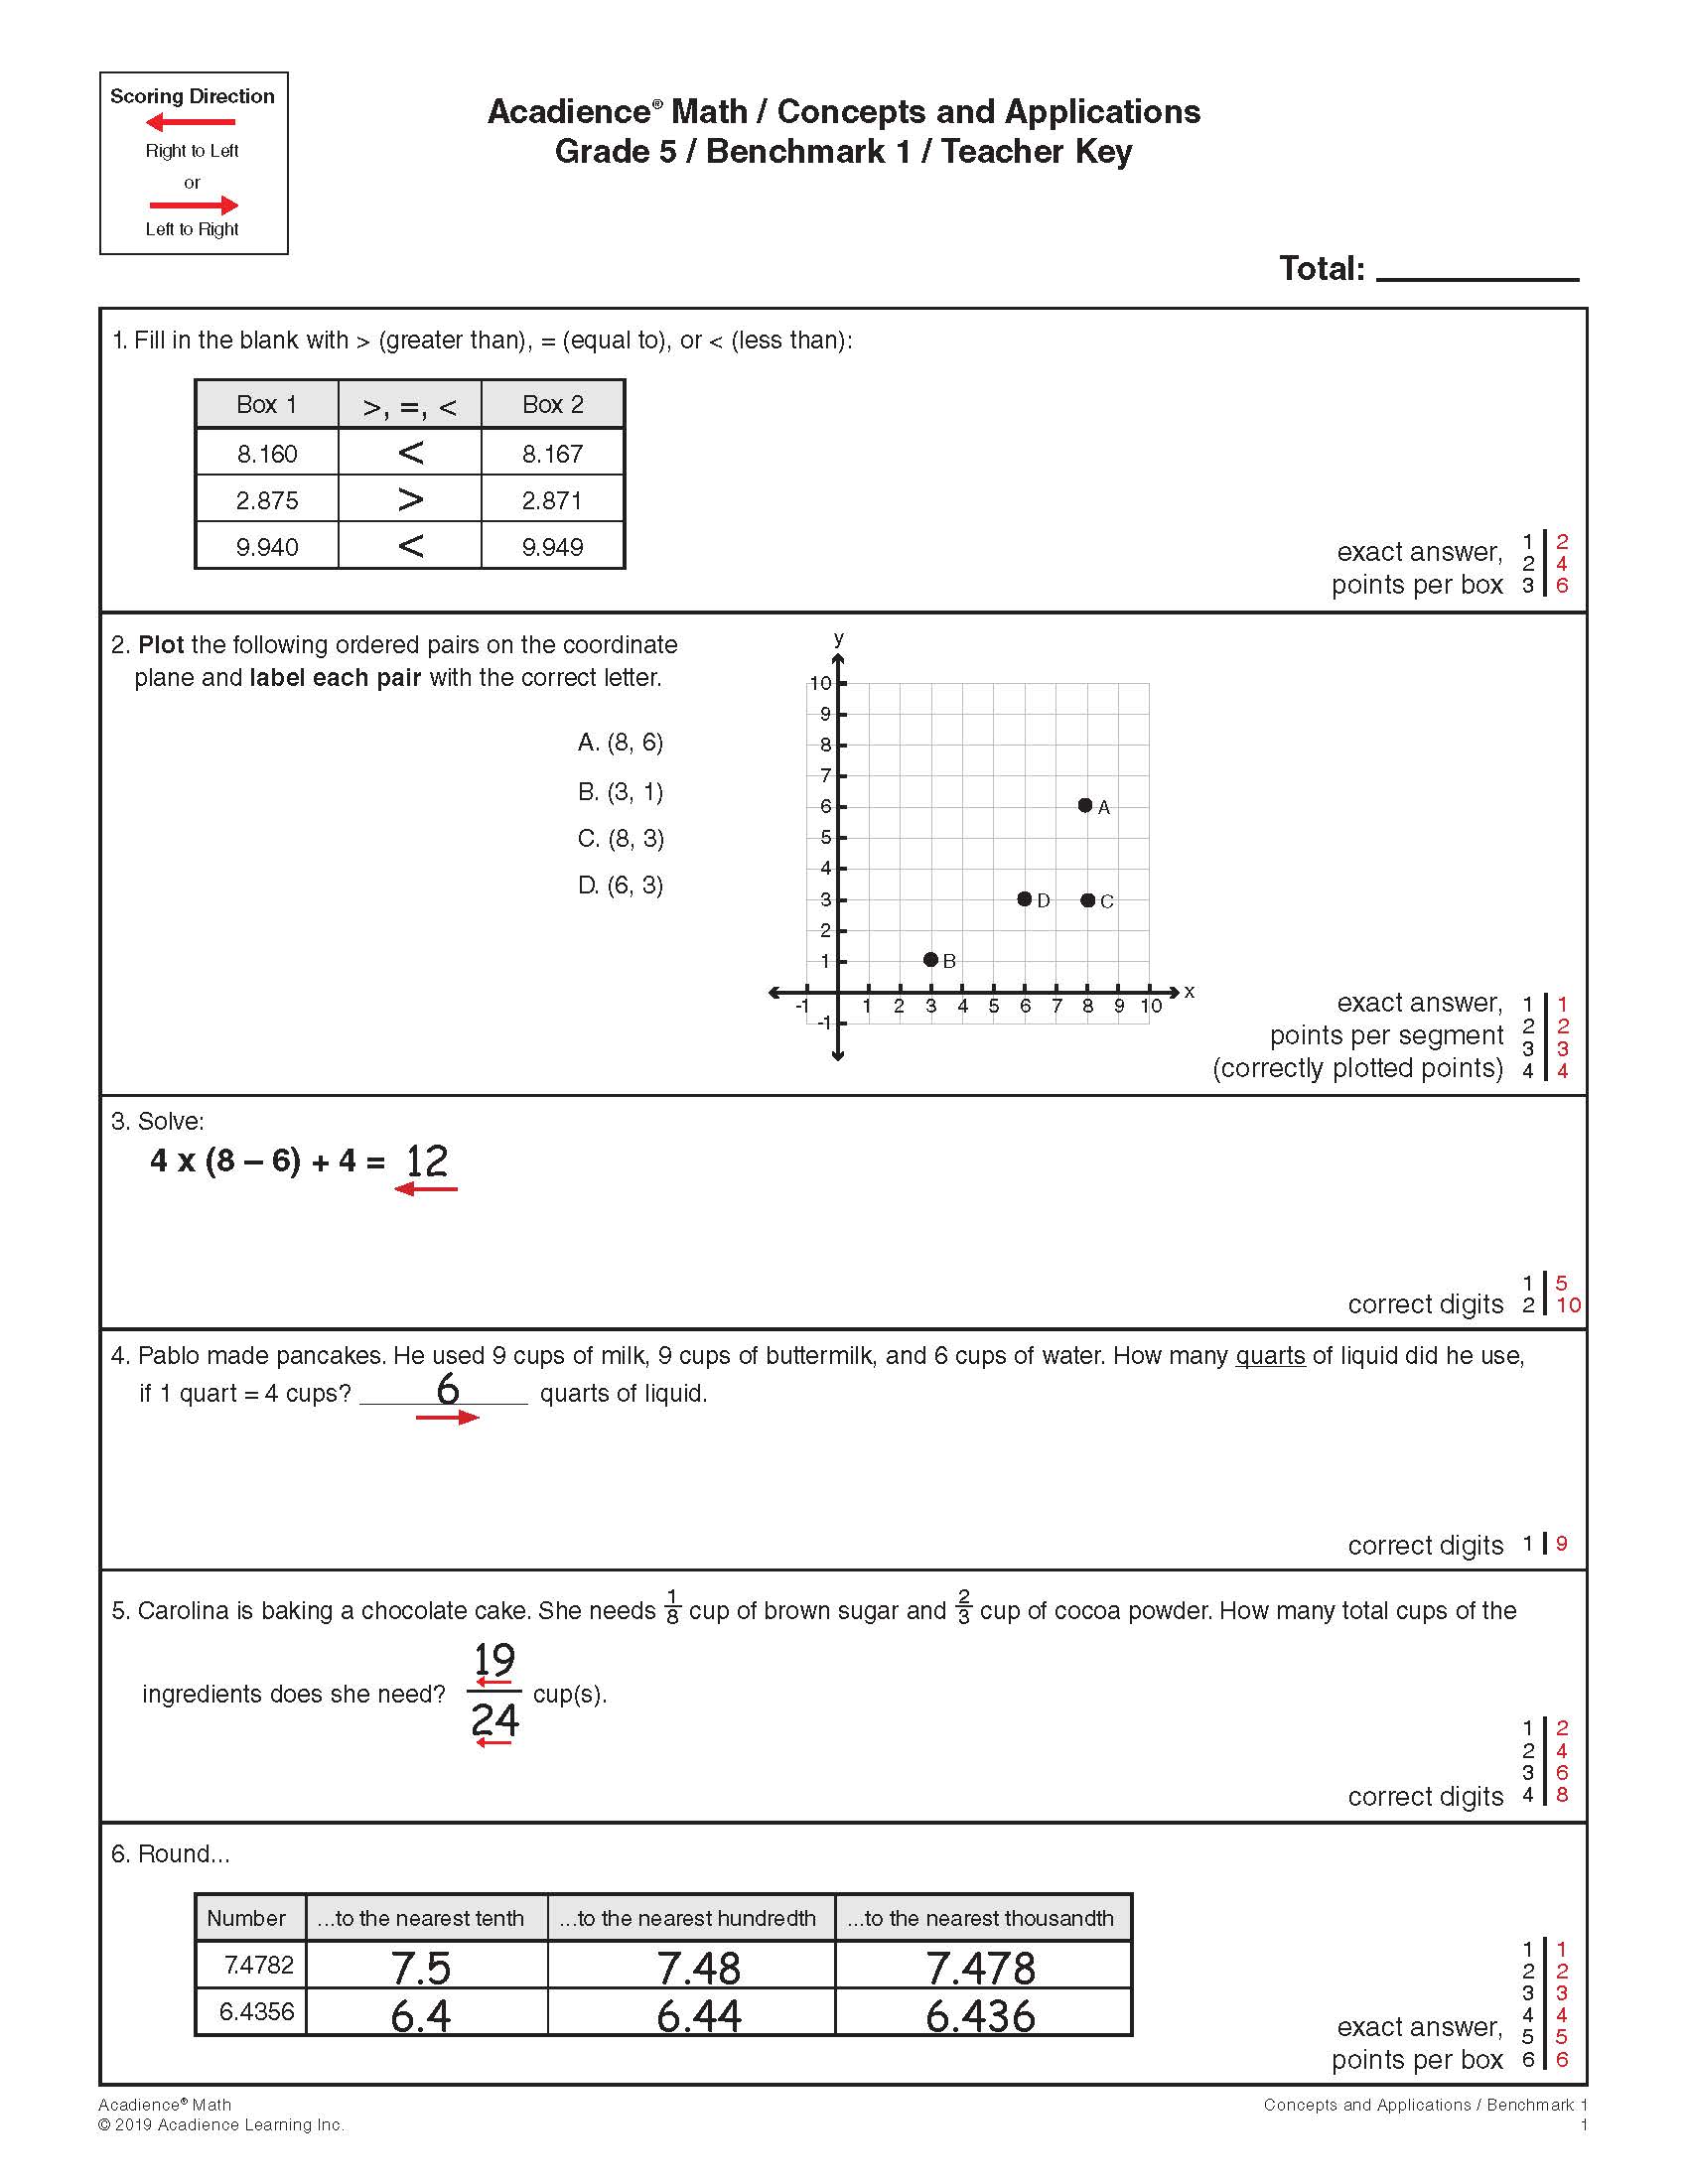 Scoring Direction
Right to Left
or
Left to Right
Acadience® Math / Concepts and Applications
Grade 5 / Benchmark 1 / Teacher Key
Total:
1. Fill in the blank with > (greater than), = (equal to), or < (less than):
Box 1 >, =, < Box 2
8.160 < 8.167
2.875 > 2.871
9.940 < 9.949
exact answer,
points per box
1 2
2 4
3 6
2. Plot the following ordered pairs on the coordinate
plane and label each pair with the correct letter.
A. (8, 6)
B. (3, 1)
C. (8, 3)
D. (6, 3)
y
10
9
8
7
6
5
4
3
2
1
A
D
C
B
-1 1 2 3 4 5 6 7 8 9 10 x
-1
exact answer,
points per segment
(correctly plotted points)
1 1
2 2
3 3
4 4
3. Solve:
4 x (8 – 6) + 4 = 12
correct digits
1 5
2 10
4. Pablo made pancakes. He used 9 cups of milk, 9 cups of buttermilk, and 6 cups of water. How many quarts of liquid did he use,
if 1 quart = 4 cups? 6 quarts of liquid.
correct digits 1 9
5. Carolina is baking a chocolate cake. She needs 1/8 cup of brown sugar and 2/3 cup of cocoa powder. How many total cups of the
ingredients does she need? 19/24 cup(s).
correct digits
1 2
2 4
3 6
4 8
6. Round...
Number ...to the nearest tenth ...to the nearest hundredth ...to the nearest thousandth
7.4782 7.5 7.48 7.478
6.4356 6.4 6.44 6.436
exact answer,
points per box
1 1
2 2
3 3
4 4
5 5
6 6
Acadience® Math
© 2019 Acadience Learning Inc.
Concepts and Applications / Benchmark 1
1